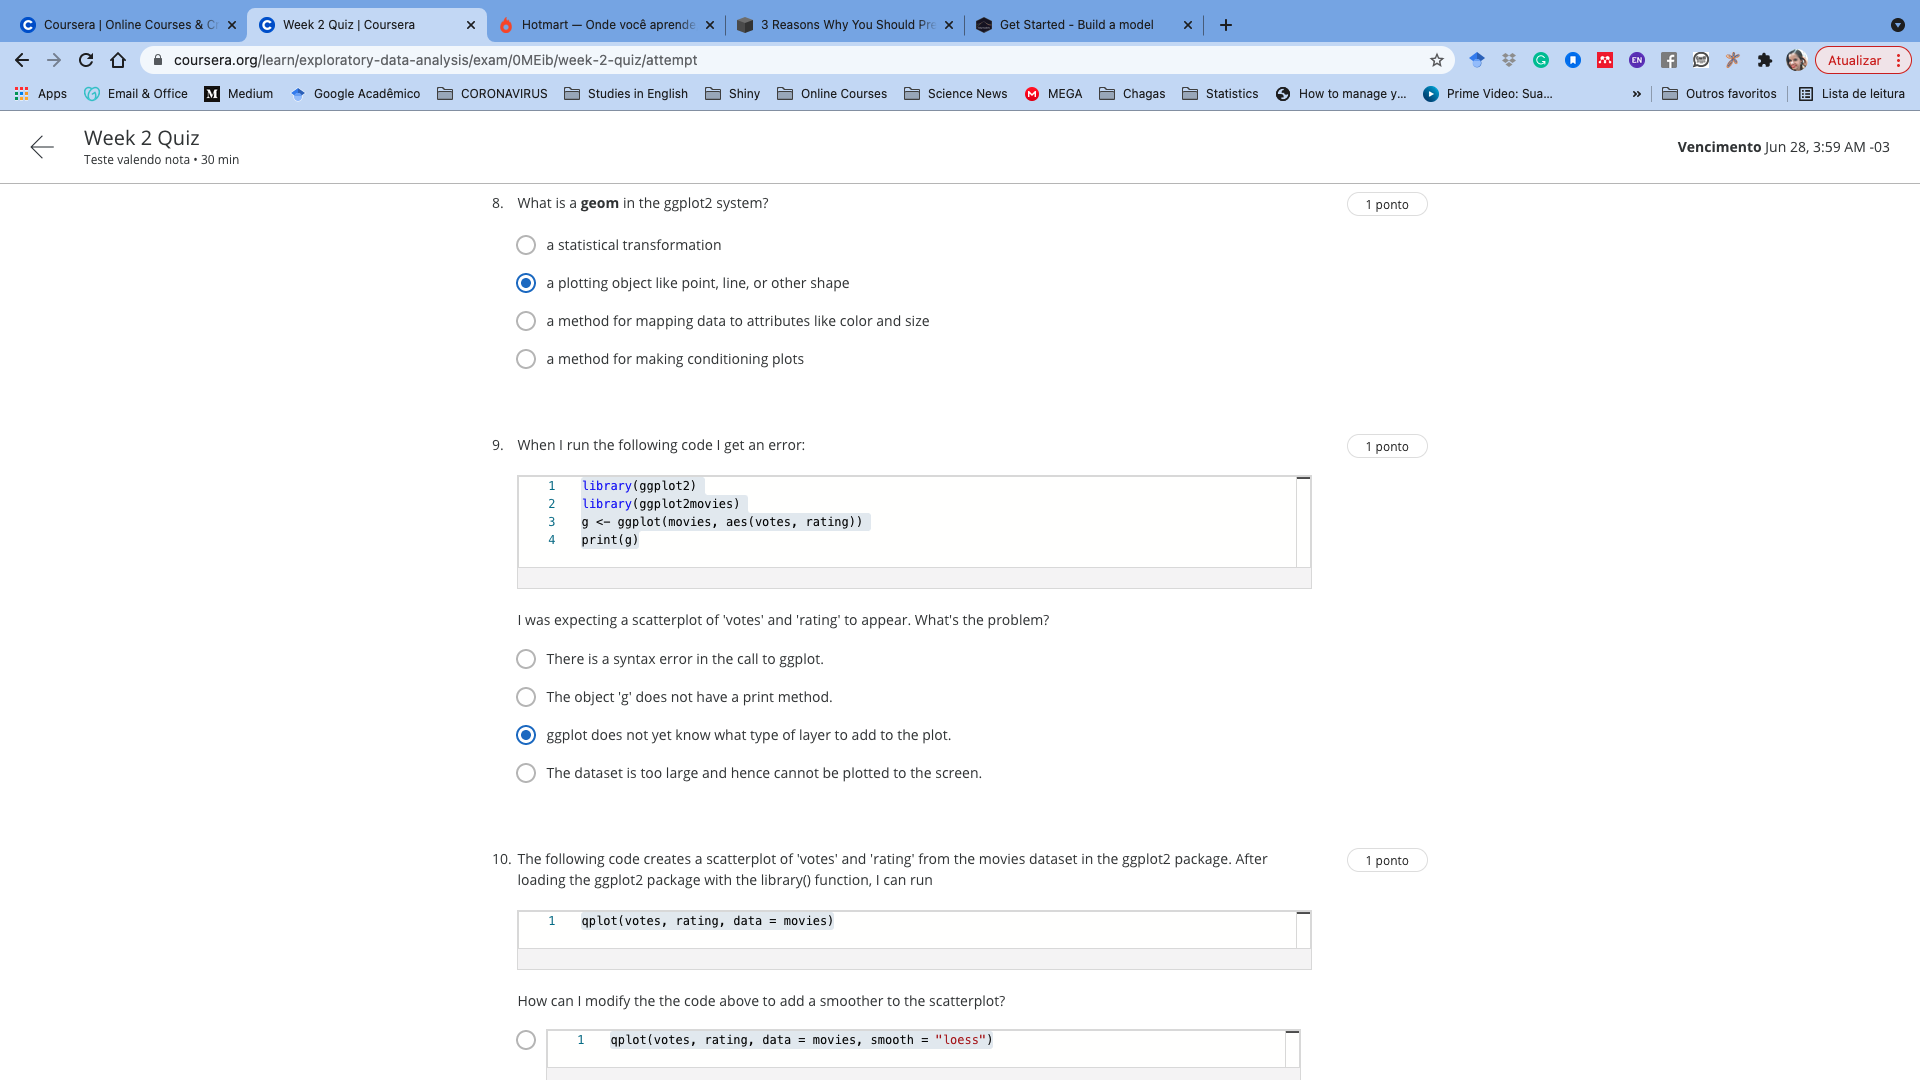 Coursera | Online Courses & C
Week 2 Quiz | Coursera
Hotmart — Onde você aprende
3 Reasons Why You Should Pr
Get Started - Build a model
coursera.org/learn/exploratory-data-analysis/exam/0MEib/week-2-quiz/attempt
EN
Atualizar
Apps
Email & Office
Medium
Google Acadêmico
CORONAVIRUS
Studies in English
Shiny
Online Courses
Science News
MEGA
Chagas
Statistics
How to manage y...
Prime Video: Sua...
»
Outros favoritos
Lista de leitura
Week 2 Quiz
Teste valendo nota • 30 min
Vencimento Jun 28, 3:59 AM -03
8. What is a geom in the ggplot2 system?
1 ponto
a statistical transformation
a plotting object like point, line, or other shape
a method for mapping data to attributes like color and size
a method for making conditioning plots
9. When I run the following code I get an error:
1 ponto
1 library(ggplot2)
2 library(ggplot2movies)
3 g <- ggplot(movies, aes(votes, rating))
4 print(g)
I was expecting a scatterplot of 'votes' and 'rating' to appear. What's the problem?
There is a syntax error in the call to ggplot.
The object 'g' does not have a print method.
ggplot does not yet know what type of layer to add to the plot.
The dataset is too large and hence cannot be plotted to the screen.
10. The following code creates a scatterplot of 'votes' and 'rating' from the movies dataset in the ggplot2 package. After
1 ponto
loading the ggplot2 package with the library() function, I can run
1 qplot(votes, rating, data = movies)
How can I modify the the code above to add a smoother to the scatterplot?
1 qplot(votes, rating, data = movies, smooth = "loess")